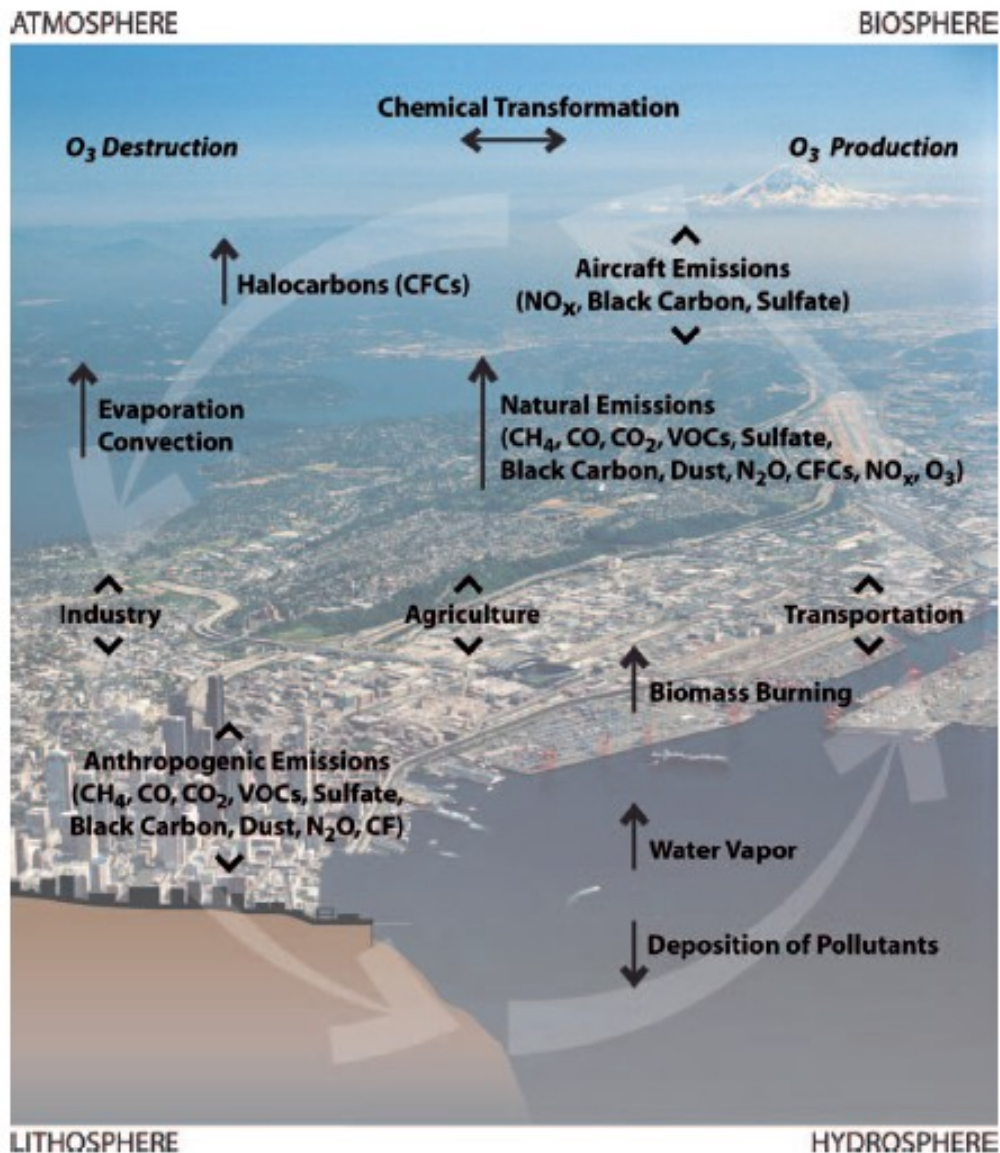 ATMOSPHERE
BIOSPHERE
Chemical Transformation
O₃ Destruction
O₃ Production
Halocarbons (CFCs)
Aircraft Emissions
(NOₓ, Black Carbon, Sulfate)
Evaporation
Convection
Natural Emissions
(CH₄, CO, CO₂, VOCs, Sulfate,
Black Carbon, Dust, N₂O, CFCs, NOₓ, O₃)
Industry
Agriculture
Transportation
Biomass Burning
Anthropogenic Emissions
(CH₄, CO, CO₂, VOCs, Sulfate,
Black Carbon, Dust, N₂O, CF)
Water Vapor
Deposition of Pollutants
LITHOSPHERE
HYDROSPHERE